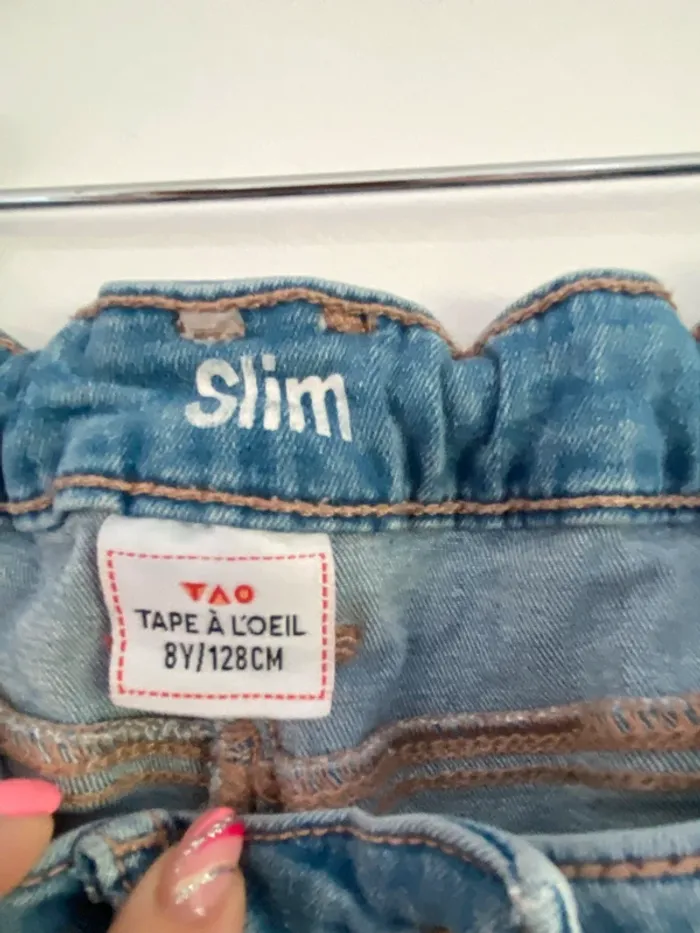 Slim
TAO
TAPE À L'OEIL
8Y/128CM